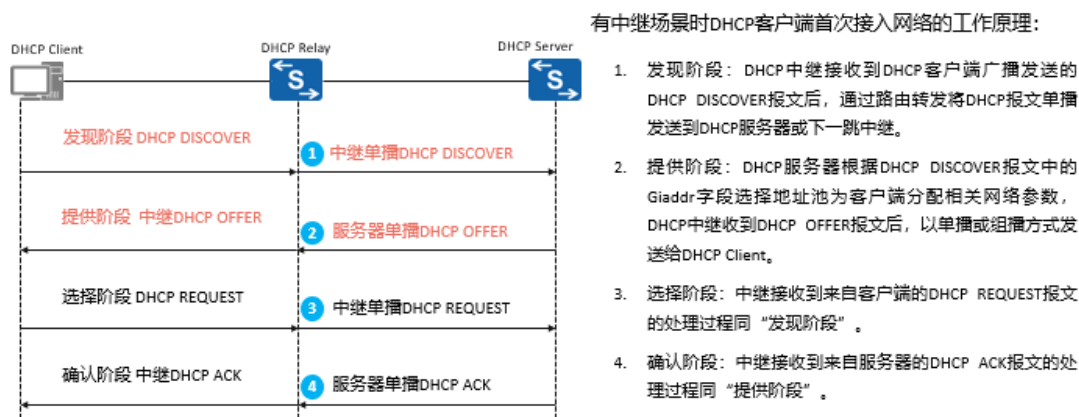 有中继场景时DHCP客户端首次接入网络的工作原理：
DHCP Client
DHCP Relay
DHCP Server
S
S
发现阶段 DHCP DISCOVER
1 中继单播DHCP DISCOVER
提供阶段 中继DHCP OFFER
2 服务器单播DHCP OFFER
选择阶段 DHCP REQUEST
3 中继单播DHCP REQUEST
确认阶段 中继DHCP ACK
4 服务器单播DHCP ACK
1. 发现阶段：DHCP中继接收到DHCP客户端广播发送的
DHCP DISCOVER报文后，通过路由转发将DHCP报文单播
发送到DHCP服务器或下一跳中继。
2. 提供阶段：DHCP服务器根据DHCP DISCOVER报文中的
Giaddr字段选择地址池为客户端分配相关网络参数，
DHCP中继收到DHCP OFFER报文后，以单播或组播方式发
送给DHCP Client。
3. 选择阶段：中继接收到来自客户端的DHCP REQUEST报文
的处理过程同“发现阶段”。
4. 确认阶段：中继接收到来自服务器的DHCP ACK报文的处
理过程同“提供阶段”。